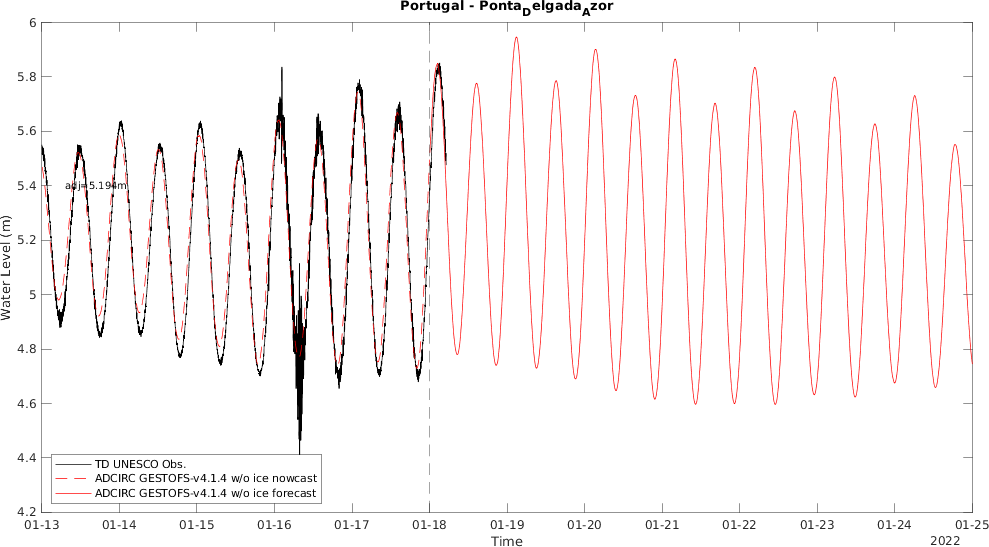 Portugal - PontaDelgadaAzor
6
5.8
5.6
5.4
5.2
5
4.8
4.6
4.4
4.2
Water Level (m)
adj=5.194m
TD UNESCO Obs.
ADCIRC GESTOFS-v4.1.4 w/o ice nowcast
ADCIRC GESTOFS-v4.1.4 w/o ice forecast
01-13 01-14 01-15 01-16 01-17 01-18 01-19 01-20 01-21 01-22 01-23 01-24 01-25
Time
2022